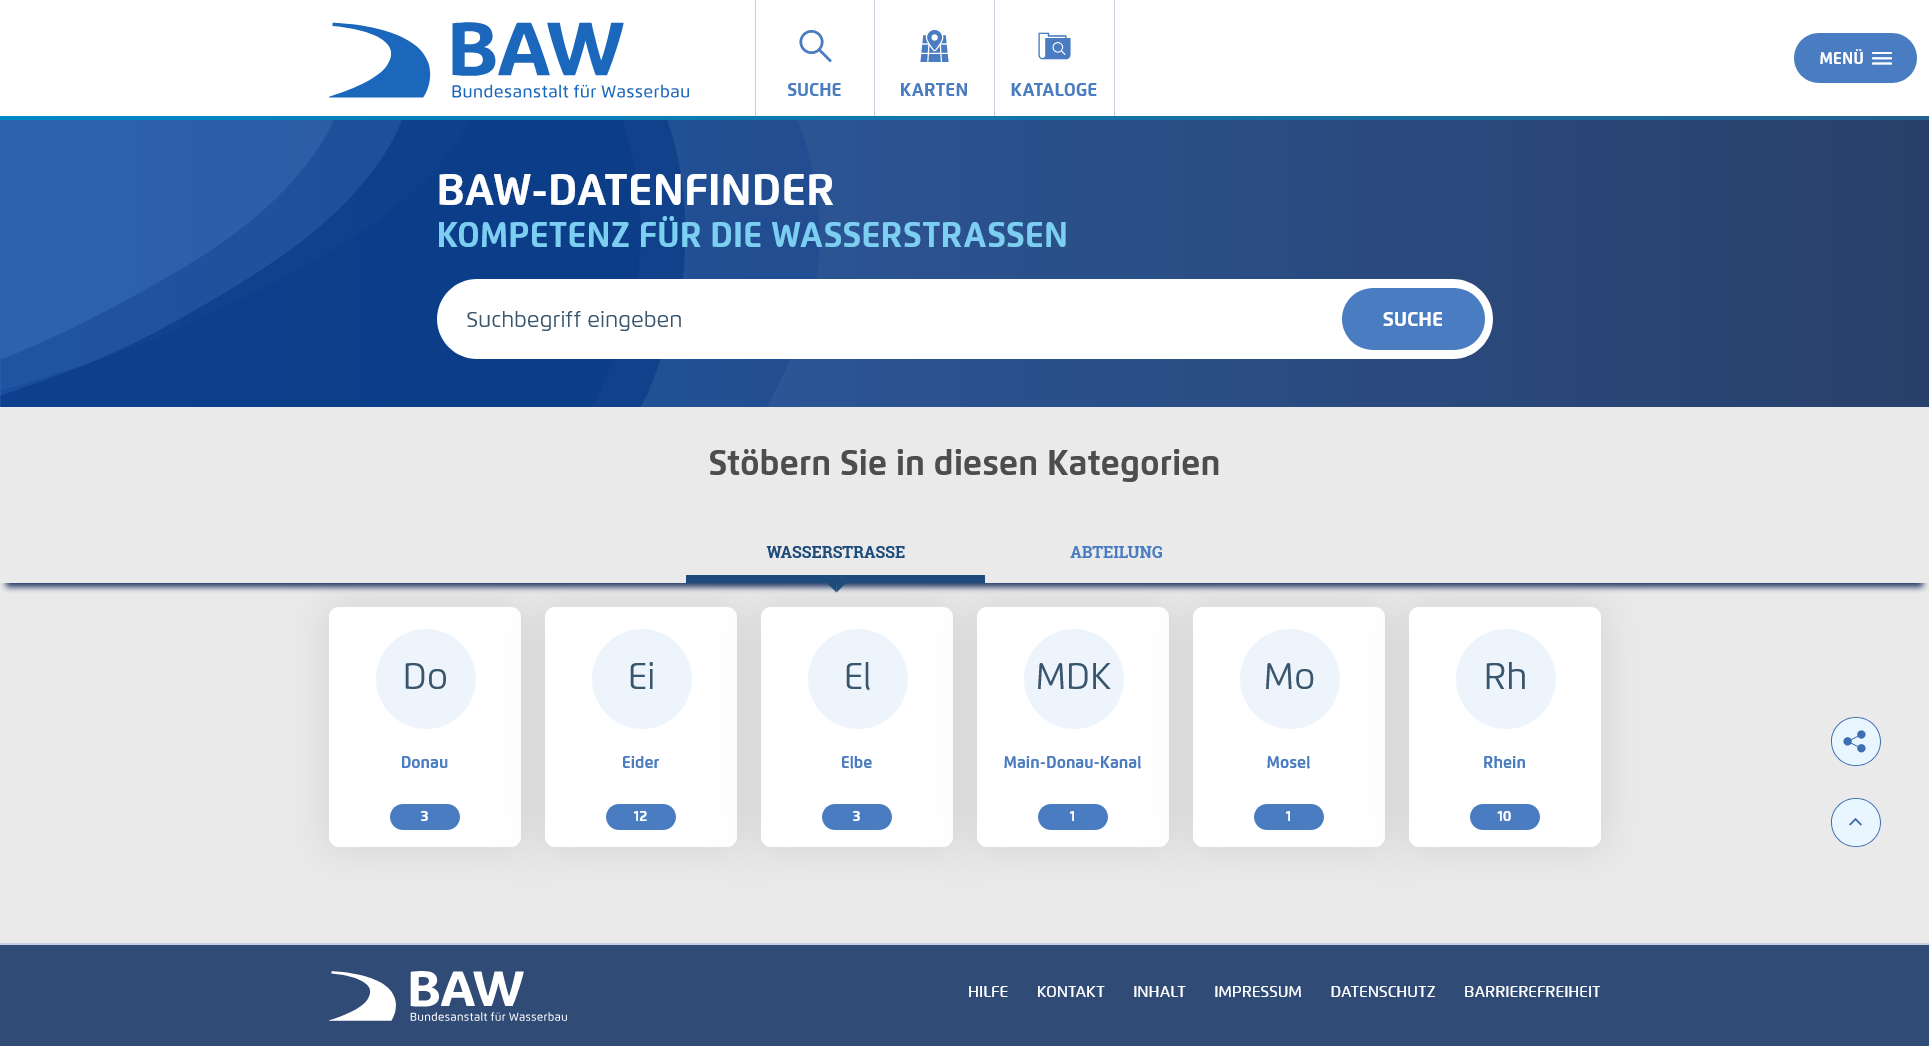 BAW
Bundesanstalt für Wasserbau
SUCHE
KARTEN
KATALOGE
MENÜ
BAW-DATENFINDER
KOMPETENZ FÜR DIE WASSERSTRASSEN
Suchbegriff eingeben
SUCHE
Stöbern Sie in diesen Kategorien
WASSERSTRASSE
ABTEILUNG
Do
Donau
3
Ei
Eider
12
El
Elbe
3
MDK
Main-Donau-Kanal
1
Mo
Mosel
1
Rh
Rhein
10
BAW
Bundesanstalt für Wasserbau
HILFE
KONTAKT
INHALT
IMPRESSUM
DATENSCHUTZ
BARRIEREFREIHEIT